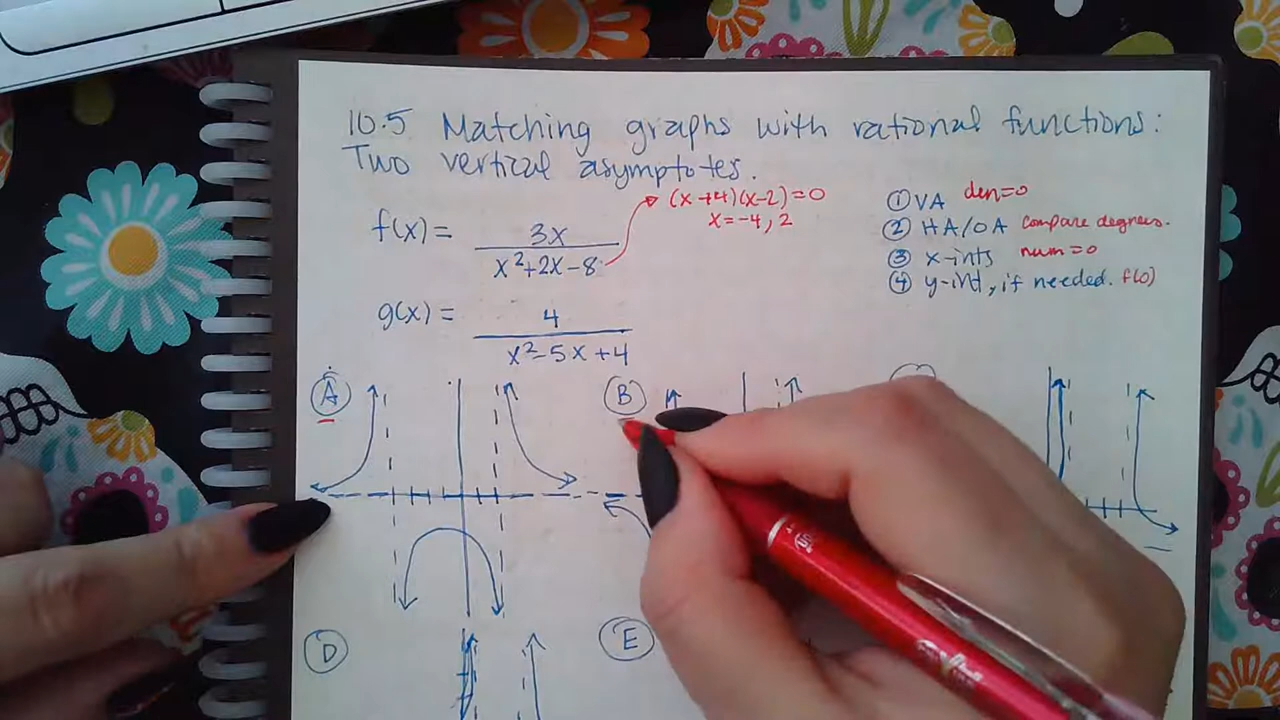 10.5 Matching graphs with rational functions:
Two vertical asymptotes.
(x+4)(x-2)=0
x=-4, 2
f(x)= 3x
x²+2x-8
g(x)= 4
x²-5x+4
① VA den=0
② HA/OA compare degrees.
③ x-ints num=0
④ y-int, if needed. f(0)
A
B
D
E